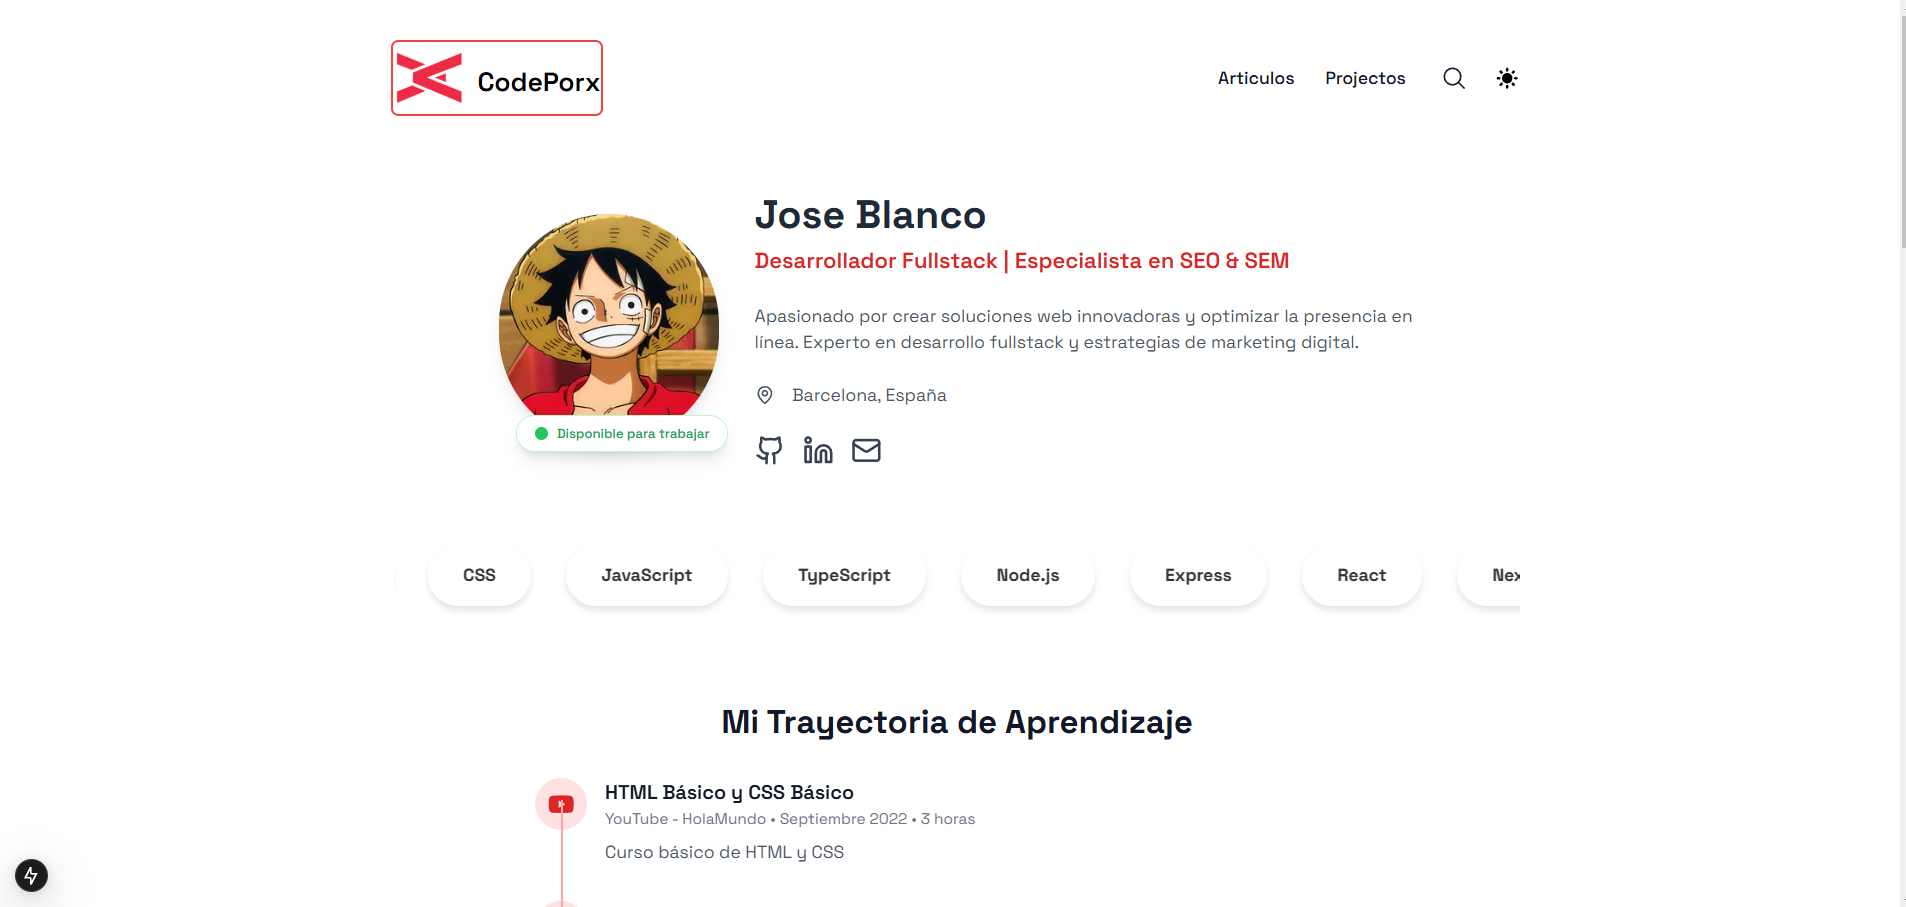 CodePorx
Articulos
Projectos
Jose Blanco
Desarrollador Fullstack | Especialista en SEO & SEM
Apasionado por crear soluciones web innovadoras y optimizar la presencia en
línea. Experto en desarrollo fullstack y estrategias de marketing digital.
Barcelona, España
Disponible para trabajar
CSS
JavaScript
TypeScript
Node.js
Express
React
Nex
Mi Trayectoria de Aprendizaje
HTML Básico y CSS Básico
YouTube - HolaMundo • Septiembre 2022 • 3 horas
Curso básico de HTML y CSS